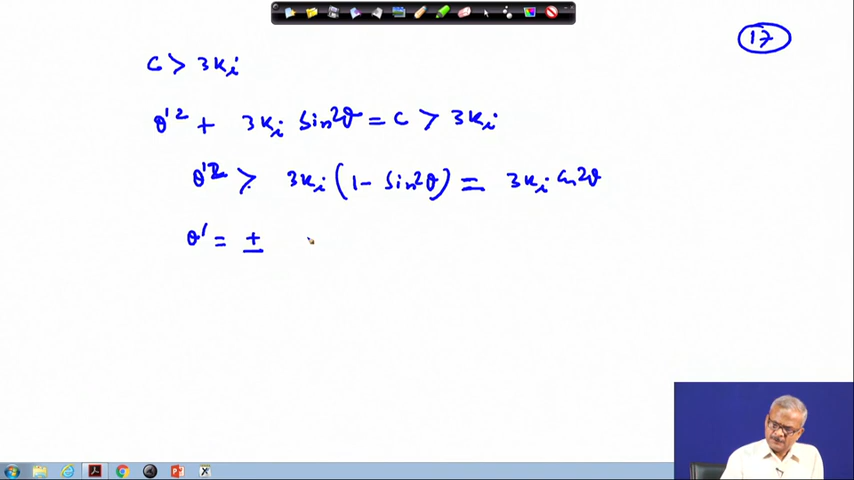 17
C > 3Ki
θ'² + 3Ki Sin²θ = C > 3Ki
θ'² > 3Ki (1 - Sin²θ) = 3Ki Cos²θ
θ' = ±